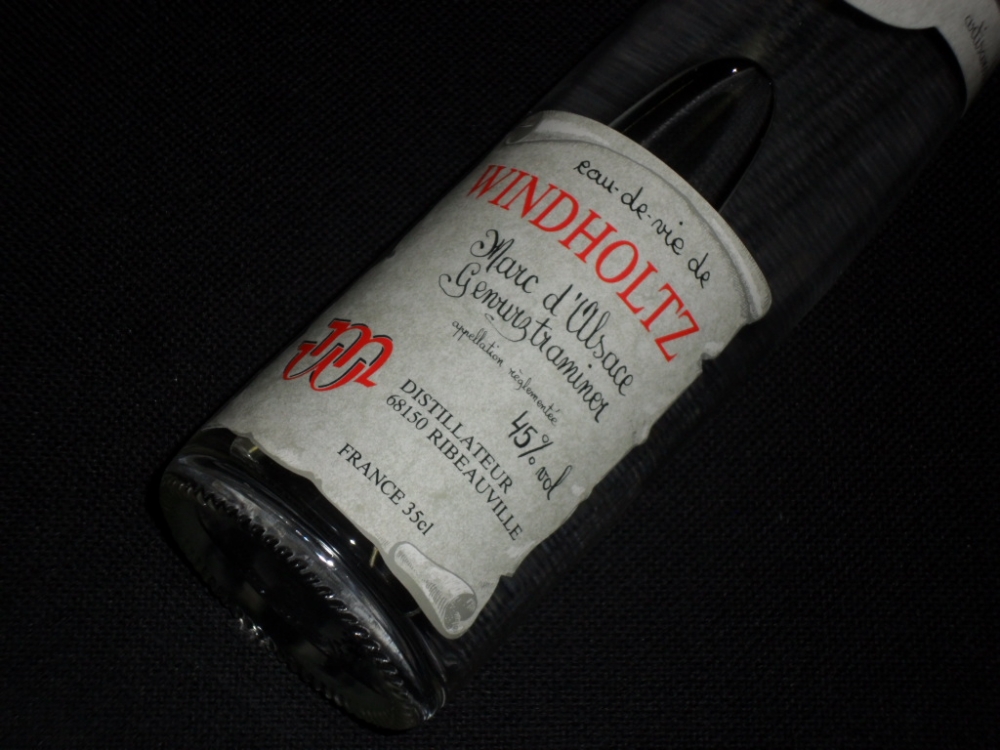 eau-de-vie de
WINDHOLTZ
Marc d'Alsace
Gewurztraminer
appellation réglementée
45% vol
DISTILLATEUR
68150 RIBEAUVILLE
FRANCE 35cl